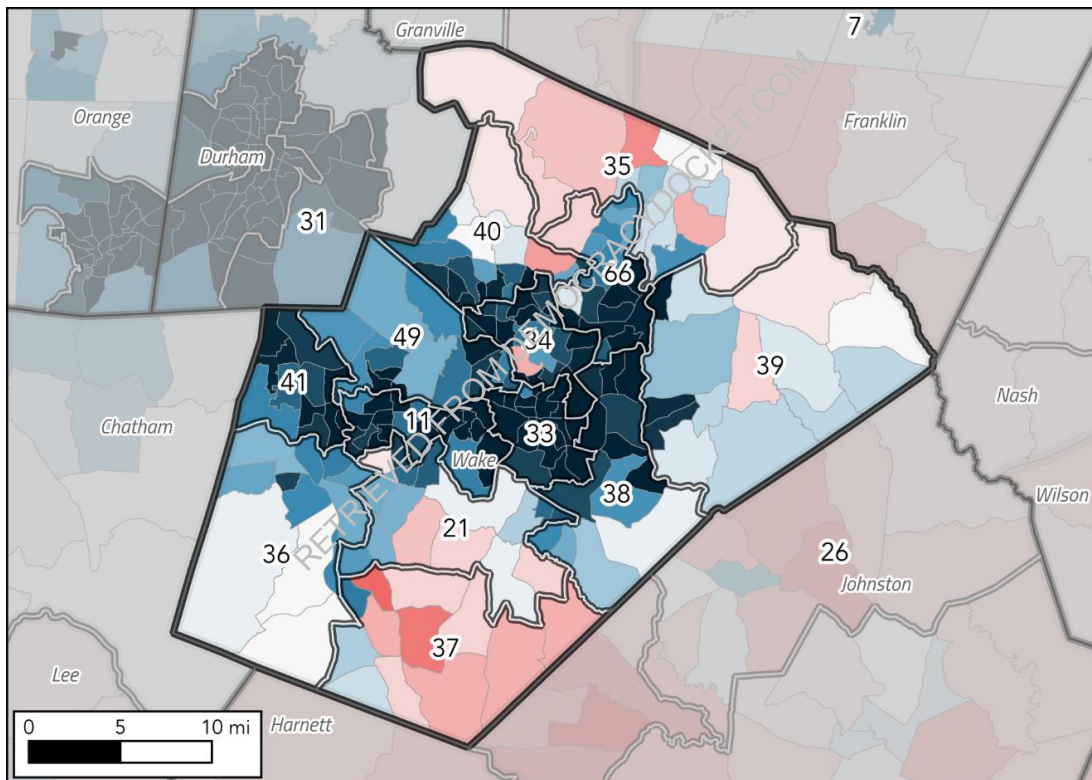 Granville
7
Orange
Franklin
Durham
35
31
40
66
49
34
39
41
Nash
Chatham
11
33
Wake
38
Wilson
21
36
26
Johnston
37
Lee
0 5 10 mi
Harnett
RETRIEVED FROM DEMOCRACYDOCKET.COM